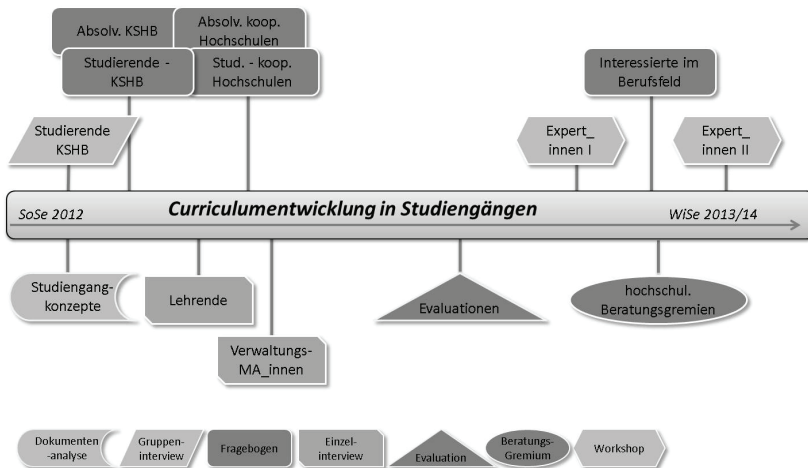 Absolv. KSHB
Absolv. koop.
Hochschulen
Studierende -
KSHB
Stud. - koop.
Hochschulen
Interessierte im
Berufsfeld
Studierende
KSHB
Expert_
innen I
Expert_
innen II
SoSe 2012
Curriculumentwicklung in Studiengängen
WiSe 2013/14
Studiengang-
konzepte
Lehrende
Evaluationen
hochschul.
Beratungsgremien
Verwaltungs-
MA_innen
Dokumenten
-analyse
Gruppen-
interview
Fragebogen
Einzel-
interview
Evaluation
Beratungs-
Gremium
Workshop